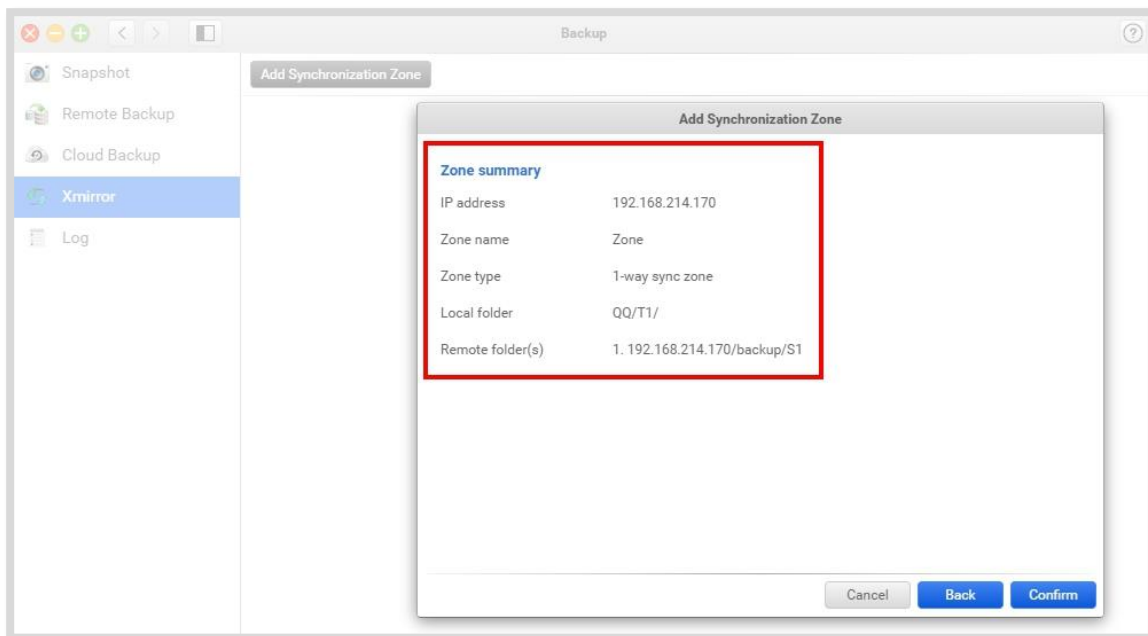 Backup
Snapshot
Remote Backup
Cloud Backup
Xmirror
Log
Add Synchronization Zone
Add Synchronization Zone
Zone summary
IP address 192.168.214.170
Zone name Zone
Zone type 1-way sync zone
Local folder QQ/T1/
Remote folder(s) 1. 192.168.214.170/backup/S1
Cancel Back Confirm